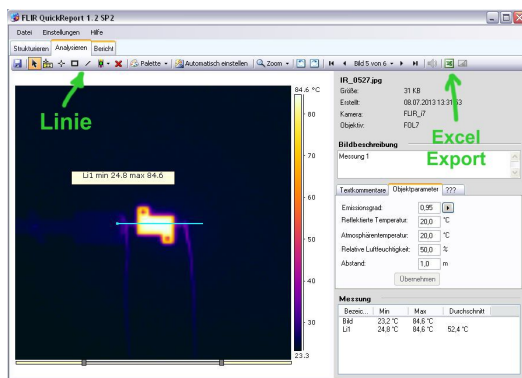 FLIR QuickReport 1.2 SP2
Datei Einstellungen Hilfe
Strukturieren Analysieren Bericht
Palette Automatisch einstellen Zoom Bild 5 von 6
Linie
Li1 min 24.8 max 84.6
84.6 °C
80
70
60
50
40
30
23.3
IR_0527.jpg
Größe: 31 KB
Erstellt: 08.07.2013 13:31:53
Kamera: FLIR_i7
Objektiv: FOL7
Excel
Export
Bildbeschreibung
Messung 1
Textkommentare Objektparameter ???
Emissionsgrad: 0,95
Reflektierte Temperatur: 20,0 °C
Atmosphärentemperatur: 20,0 °C
Relative Luftfeuchtigkeit: 50,0 %
Abstand: 1,0 m
Übernehmen
Messung
Bezeic... Min Max Durchschnitt
Bild 23,2 °C 84,6 °C
Li1 24,8 °C 84,6 °C 52,4 °C